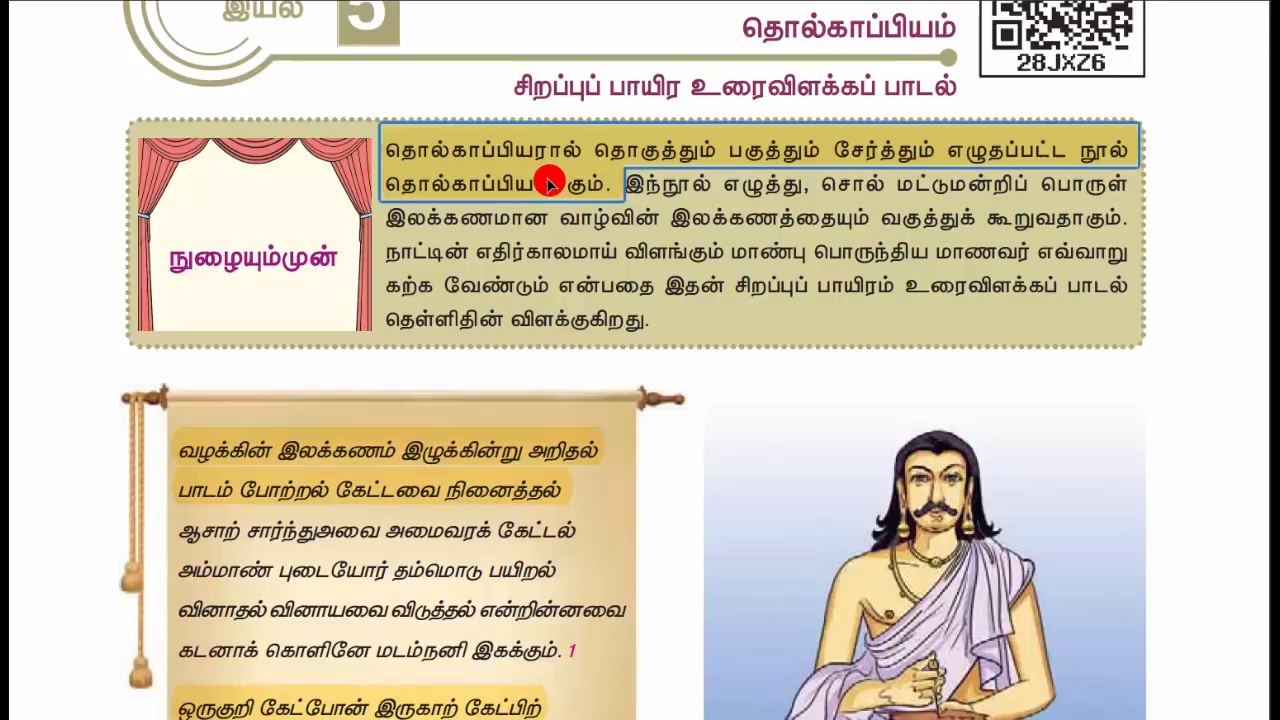 இயல் 5
தொல்காப்பியம்
28JXZ6
சிறப்புப் பாயிர உரைவிளக்கப் பாடல்
நுழையும்முன்
தொல்காப்பியரால் தொகுத்தும் பகுத்தும் சேர்த்தும் எழுதப்பட்ட நூல்
இந்நூல் எழுத்து, சொல் மட்டுமன்றிப் பொருள்
இலக்கணமான வாழ்வின் இலக்கணத்தையும் வகுத்துக் கூறுவதாகும்.
நாட்டின் எதிர்காலமாய் விளங்கும் மாண்பு பொருந்திய மாணவர் எவ்வாறு
கற்க வேண்டும் என்பதை இதன் சிறப்புப் பாயிரம் உரைவிளக்கப் பாடல்
தெள்ளிதின் விளக்குகிறது.
வழக்கின் இலக்கணம் இழுக்கின்று அறிதல்
பாடம் போற்றல் கேட்டவை நினைத்தல்
ஆசாற் சார்ந்துஅவை அமைவரக் கேட்டல்
அம்மாண் புடையோர் தம்மொடு பயிறல்
வினாதல் வினாயவை விடுத்தல் என்றின்னவை
கடனாக் கொளினே மடம்நனி இகக்கும். 1
ஒருகுறி கேட்போன் இருகாற் கேட்பிற்